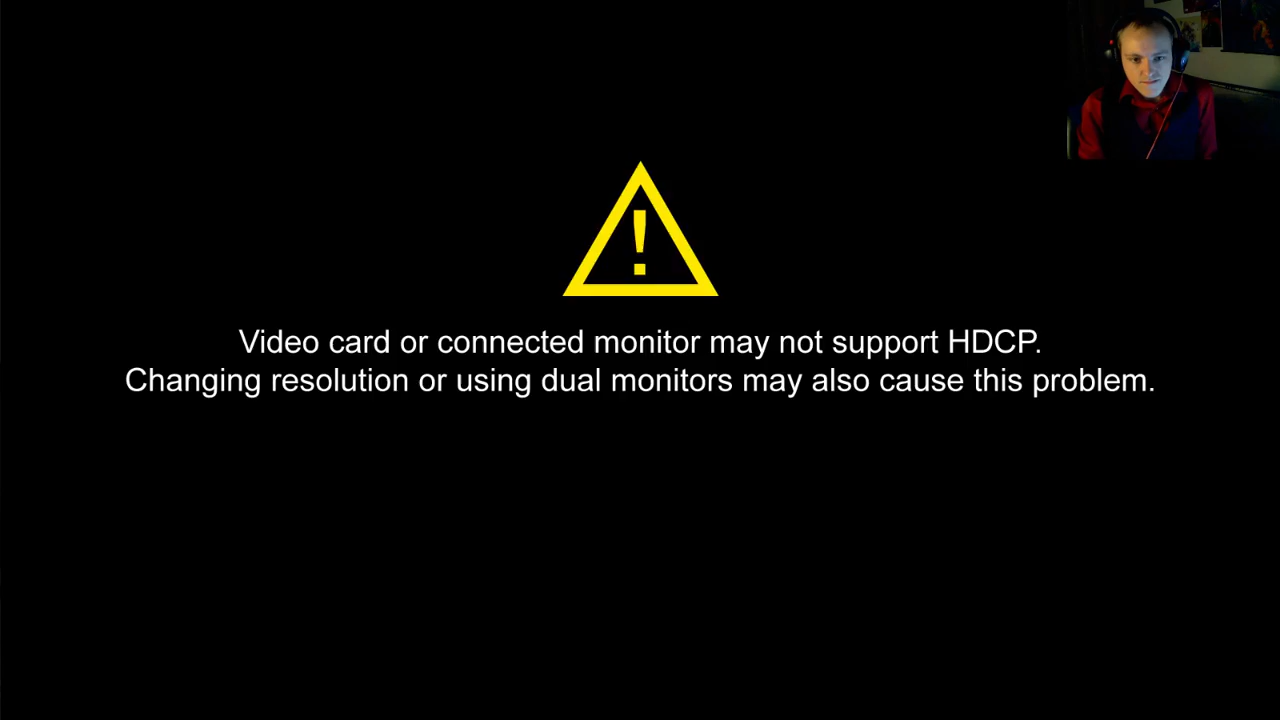 Video card or connected monitor may not support HDCP.
Changing resolution or using dual monitors may also cause this problem.